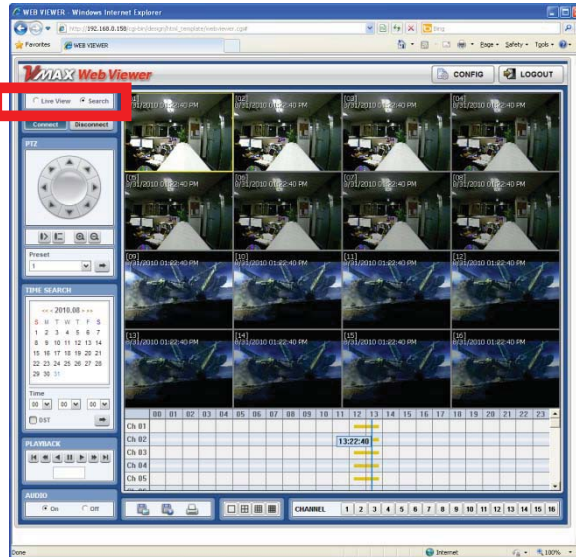 WEB VIEWER - Windows Internet Explorer
http://192.168.0.158/cgi-bin/design/html_template/webviewer.cgi#
Bing
Favorites WEB VIEWER
Page Safety Tools
VMAX Web Viewer CONFIG LOGOUT
Live View Search
Connect Disconnect
PTZ
Preset
1
TIME SEARCH
2010.08
S M T W T F S
1 2 3 4 5 6 7
8 9 10 11 12 13 14
15 16 17 18 19 20 21
22 23 24 25 26 27 28
29 30 31
Time
00 00 00
DST
PLAYBACK
AUDIO
On Off
[02] [03] [04]
8/31/2010 01:22:40 PM 8/31/2010 01:22:40 PM 8/31/2010 01:22:40 PM
[05] [06] [07] [08]
8/31/2010 01:22:40 PM 8/31/2010 01:22:40 PM 8/31/2010 01:22:40 PM 8/31/2010 01:22:40 PM
[09] [10] [11] [12]
8/31/2010 01:22:40 PM 8/31/2010 01:22:40 PM 8/31/2010 01:22:40 PM 8/31/2010 01:22:40 PM
[13] [14] [15] [16]
8/31/2010 01:22:40 PM 8/31/2010 01:22:40 PM 8/31/2010 01:22:40 PM 8/31/2010 01:22:40 PM
00 01 02 03 04 05 06 07 08 09 10 11 12 13 14 15 16 17 18 19 20 21 22 23
Ch 01
Ch 02 13:22:40
Ch 03
Ch 04
Ch 05
CHANNEL 1 2 3 4 5 6 7 8 9 10 11 12 13 14 15 16
Done Internet 100%